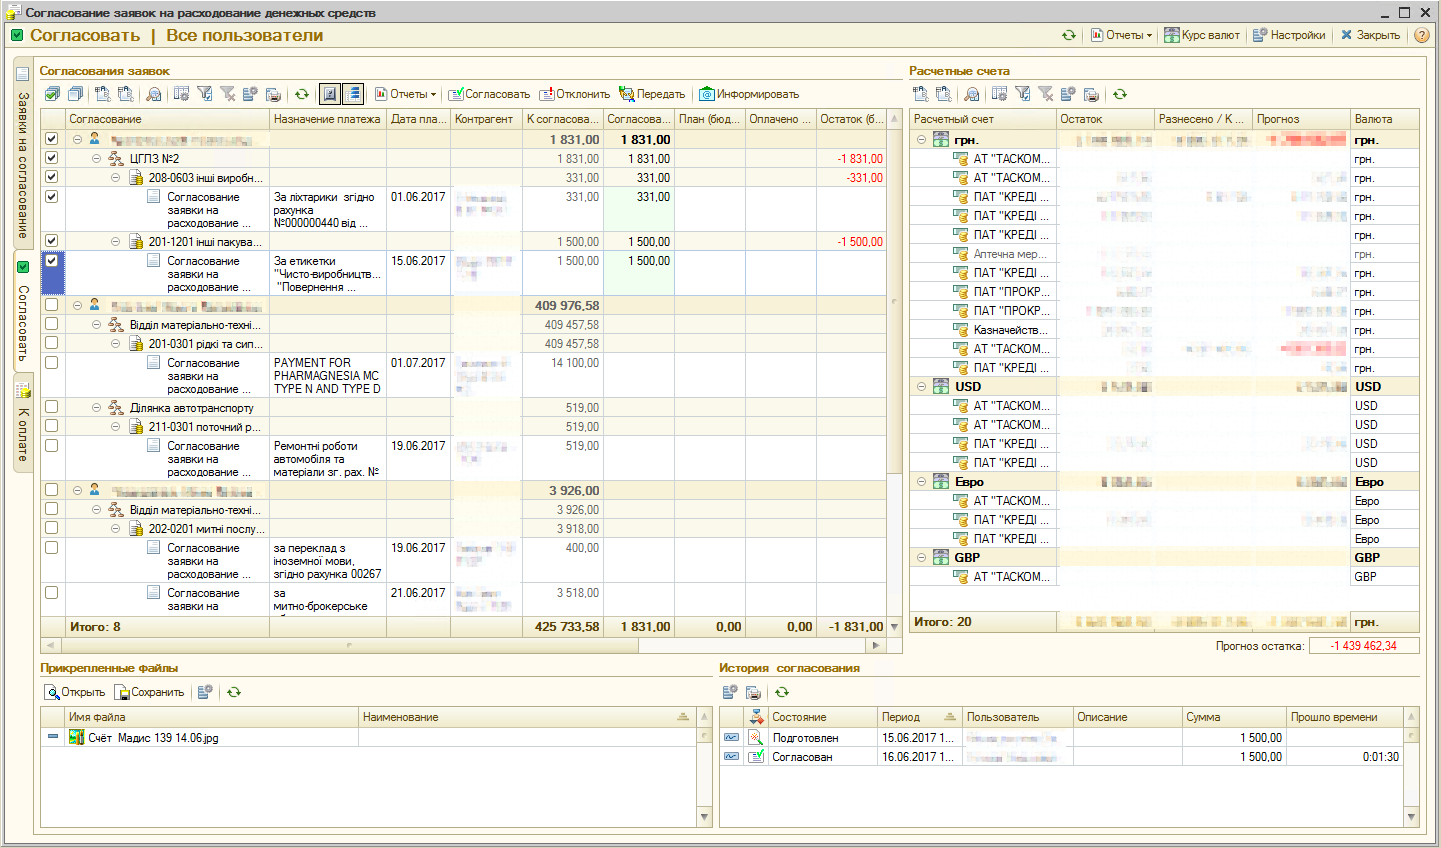 Согласование заявок на расходование денежных средств
Согласовать | Все пользователи
Отчеты
Курс валют
Настройки
Закрыть
Заявки на согласование
Согласовать
К оплате
Согласования заявок
Отчеты
Согласовать
Отклонить
Передать
Информировать
Согласование Назначение платежа Дата пла... Контрагент К согласова... Согласова... План (бюд... Оплачено ... Остаток (б...
1 831,00 1 831,00
ЦГЛЗ №2 1 831,00 1 831,00 -1 831,00
208-0603 інші виробн... 331,00 331,00 -331,00
Согласование За ліхтарики згідно 01.06.2017 331,00 331,00
заявки на рахунка
расходование ... №000000440 від ...
201-1201 інші пакува... 1 500,00 1 500,00 -1 500,00
Согласование За етикетки 15.06.2017 1 500,00 1 500,00
заявки на "Чисто-виробництв...
расходование ... "Повернення ...
409 976,58
Відділ матеріально-техні... 409 457,58
201-0301 рідкі та сип... 409 457,58
Согласование PAYMENT FOR 01.07.2017 14 100,00
заявки на PHARMAGNESIA MC
расходование ... TYPE N AND TYPE D
Ділянка автотранспорту 519,00
211-0301 поточний р... 519,00
Согласование Ремонтні роботи 19.06.2017 519,00
заявки на автомобіля та
расходование ... матеріали зг. рах. №
3 926,00
Відділ матеріально-техні... 3 926,00
202-0201 митні послу... 3 918,00
Согласование за переклад з 19.06.2017 400,00
заявки на іноземної мови,
расходование ... згідно рахунка 00267
Согласование за 21.06.2017 3 518,00
заявки на митно-брокерське
Итого: 8 425 733,58 1 831,00 0,00 0,00 -1 831,00
Расчетные счета
Расчетный счет Остаток Разнесено / К ... Прогноз Валюта
грн. грн.
АТ "ТАСКОМ... грн.
АТ "ТАСКОМ... грн.
ПАТ "КРЕДІ ... грн.
ПАТ "КРЕДІ ... грн.
ПАТ "КРЕДІ ... грн.
Аптечна мер... грн.
ПАТ "КРЕДІ ... грн.
ПАТ "ПРОКР... грн.
ПАТ "ПРОКР... грн.
Казначейств... грн.
АТ "ТАСКОМ... грн.
ПАТ "КРЕДІ ... грн.
USD USD
АТ "ТАСКОМ... USD
АТ "ТАСКОМ... USD
ПАТ "КРЕДІ ... USD
ПАТ "КРЕДІ ... USD
Евро Евро
АТ "ТАСКОМ... Евро
ПАТ "КРЕДІ ... Евро
ПАТ "КРЕДІ ... Евро
GBP GBP
АТ "ТАСКОМ... GBP
Итого: 20 грн.
Прогноз остатка: -1 439 462,34
Прикрепленные файлы
Открыть
Сохранить
Имя файла Наименование
Счёт Мадис 139 14.06.jpg
История согласования
Состояние Период Пользователь Описание Сумма Прошло времени
Подготовлен 15.06.2017 1... 1 500,00
Согласован 16.06.2017 1... 1 500,00 0:01:30